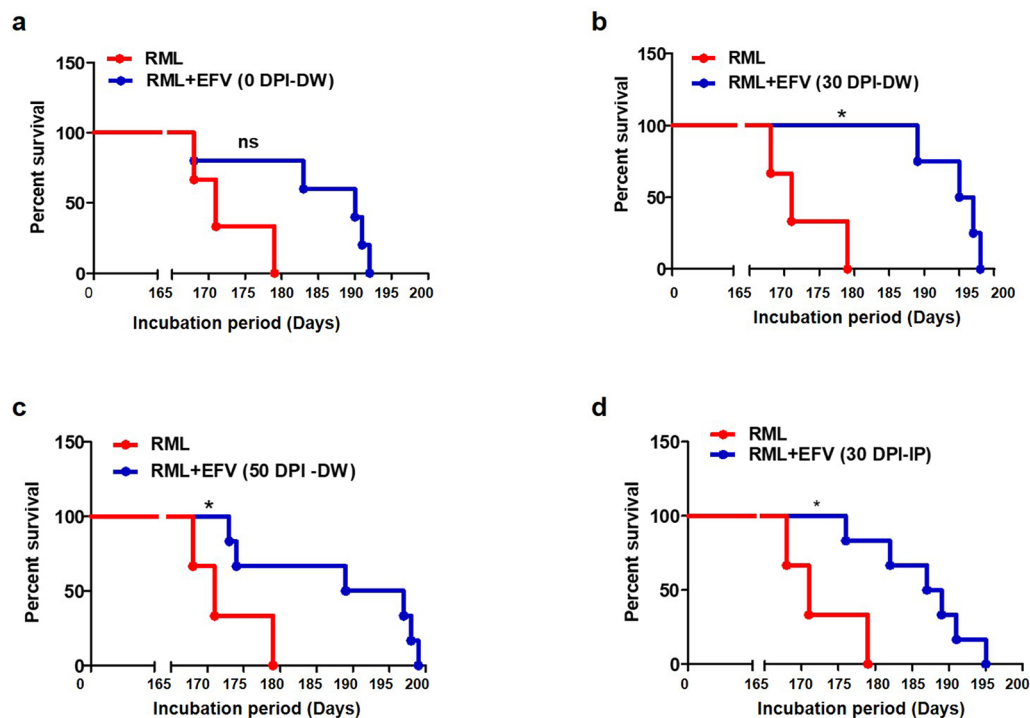 a
RML
RML+EFV (0 DPI-DW)
150
100
50
0
ns
Percent survival
0 165 170 175 180 185 190 195 200
Incubation period (Days)
b
RML
RML+EFV (30 DPI-DW)
150
100
50
0
*
Percent survival
0 165 170 175 180 185 190 195 200
Incubation period (Days)
c
RML
RML+EFV (50 DPI -DW)
150
100
50
0
*
Percent survival
0 165 170 175 180 185 190 195 200
Incubation period (Days)
d
RML
RML+EFV (30 DPI-IP)
150
100
50
0
*
Percent survival
0 165 170 175 180 185 190 195 200
Incubation period (Days)